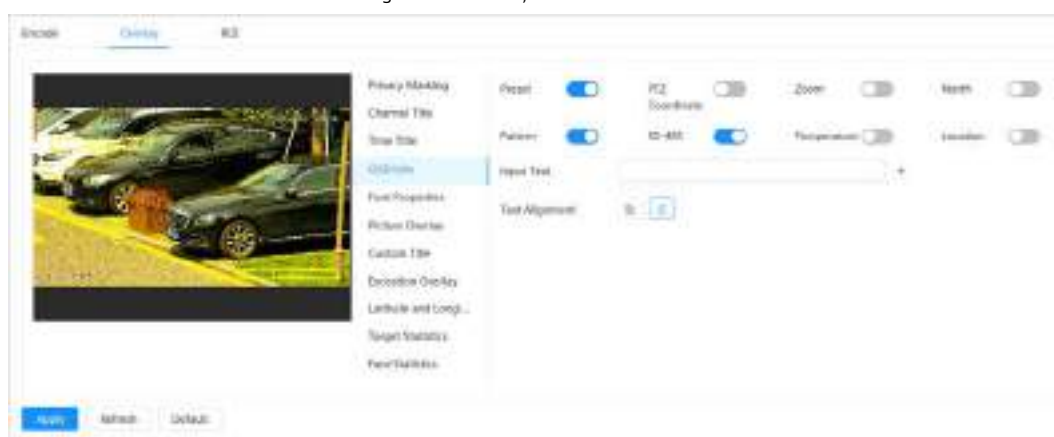 Encode Overlay ROI
Privacy Masking
Channel Title
Time Title
OSD Info
Font Properties
Picture Overlay
Custom Title
Exception Overlay
Latitude and Longi...
Target Statistics
Face Statistics
Preset PTZ Coordinate Zoom North
Pattern RS-485 Temperature Location
Input Text +
Text Alignment
Apply Refresh Default